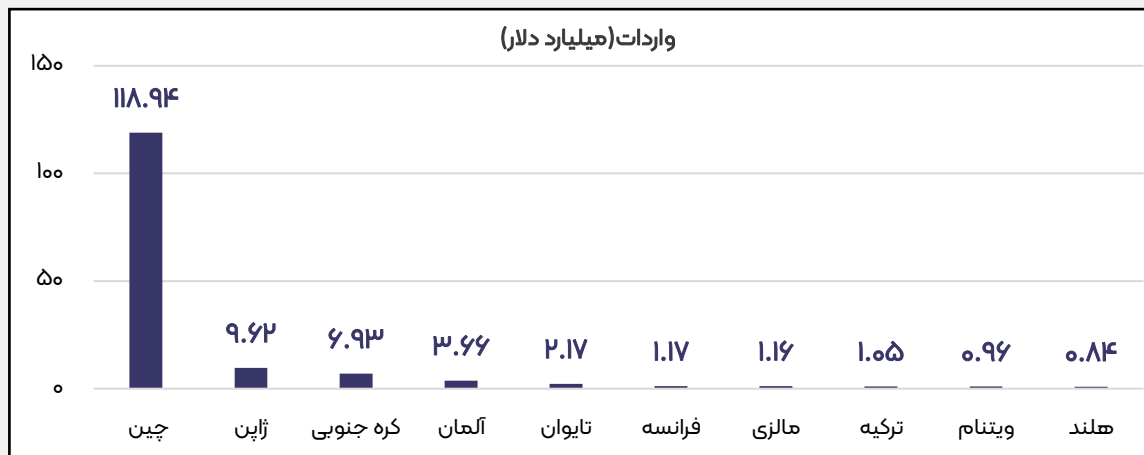 واردات(میلیارد دلار)
۱۵۰
۱۰۰
۵۰
۰
۱۱۸.۹۴
۹.۶۲
۶.۹۳
۳.۶۶
۲.۱۷
۱.۱۷
۱.۱۶
۱.۰۵
۰.۹۶
۰.۸۴
چین
ژاپن
کره جنوبی
آلمان
تایوان
فرانسه
مالزی
ترکیه
ویتنام
هلند